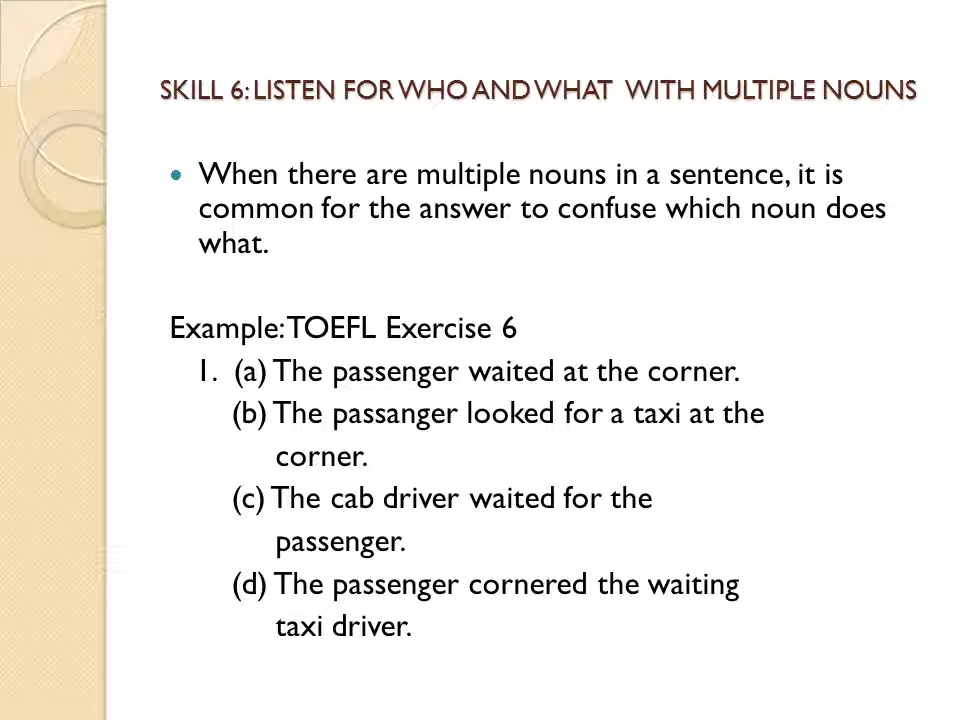 SKILL 6: LISTEN FOR WHO AND WHAT WITH MULTIPLE NOUNS
• When there are multiple nouns in a sentence, it is
common for the answer to confuse which noun does
what.
Example: TOEFL Exercise 6
1. (a) The passenger waited at the corner.
(b) The passanger looked for a taxi at the
corner.
(c) The cab driver waited for the
passenger.
(d) The passenger cornered the waiting
taxi driver.